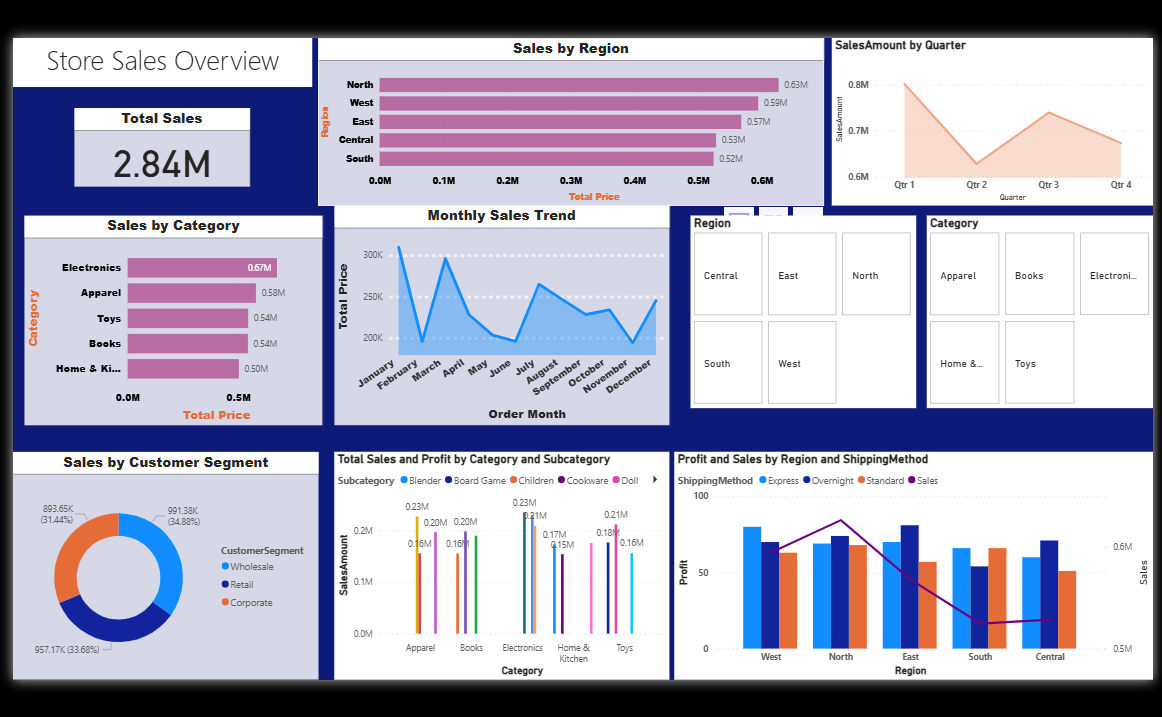 Store Sales Overview
Total Sales
2.84M
Sales by Region
Region
North
0.63M
West
0.59M
East
0.57M
Central
0.53M
South
0.52M
0.0M 0.1M 0.2M 0.3M 0.4M 0.5M 0.6M
Total Price
SalesAmount by Quarter
SalesAmount
0.8M
0.7M
0.6M
Qtr 1 Qtr 2 Qtr 3 Qtr 4
Quarter
Sales by Category
Category
Electronics
0.67M
Apparel
0.58M
Toys
0.54M
Books
0.54M
Home & Ki...
0.50M
0.0M 0.5M
Total Price
Monthly Sales Trend
Total Price
300K
250K
200K
January February March April May June July August September October November December
Order Month
Region
Central East North
South West
Category
Apparel Books Electroni...
Home &... Toys
Sales by Customer Segment
893.65K
(31.44%)
991.38K
(34.88%)
957.17K (33.68%)
CustomerSegment
Wholesale
Retail
Corporate
Total Sales and Profit by Category and Subcategory
Subcategory Blender Board Game Children Cookware Doll
SalesAmount
0.2M
0.1M
0.0M
0.23M
0.16M
0.20M
0.16M
0.20M
0.23M
0.21M
0.17M
0.15M
0.18M
0.21M
0.16M
Apparel Books Electronics Home &
Kitchen Toys
Category
Profit and Sales by Region and ShippingMethod
ShippingMethod Express Overnight Standard Sales
Profit
100
50
0
0.6M
0.5M
Sales
West North East South Central
Region